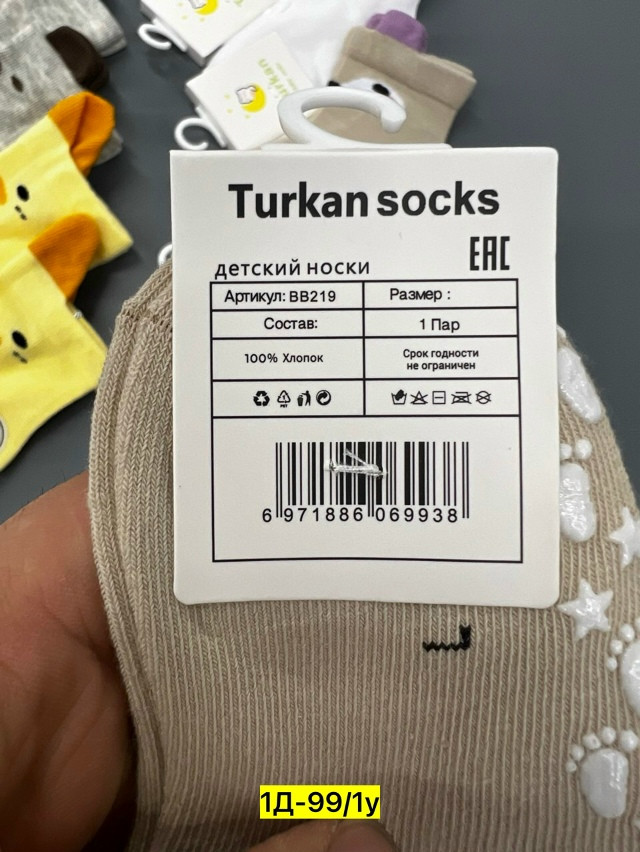 Turkan
Turkan socks
EAC
детский носки
Артикул: BB219
Размер :
Состав:
1 Пар
100% Хлопок
Срок годности
не ограничен
6 971886 069938
1Д-99/1у